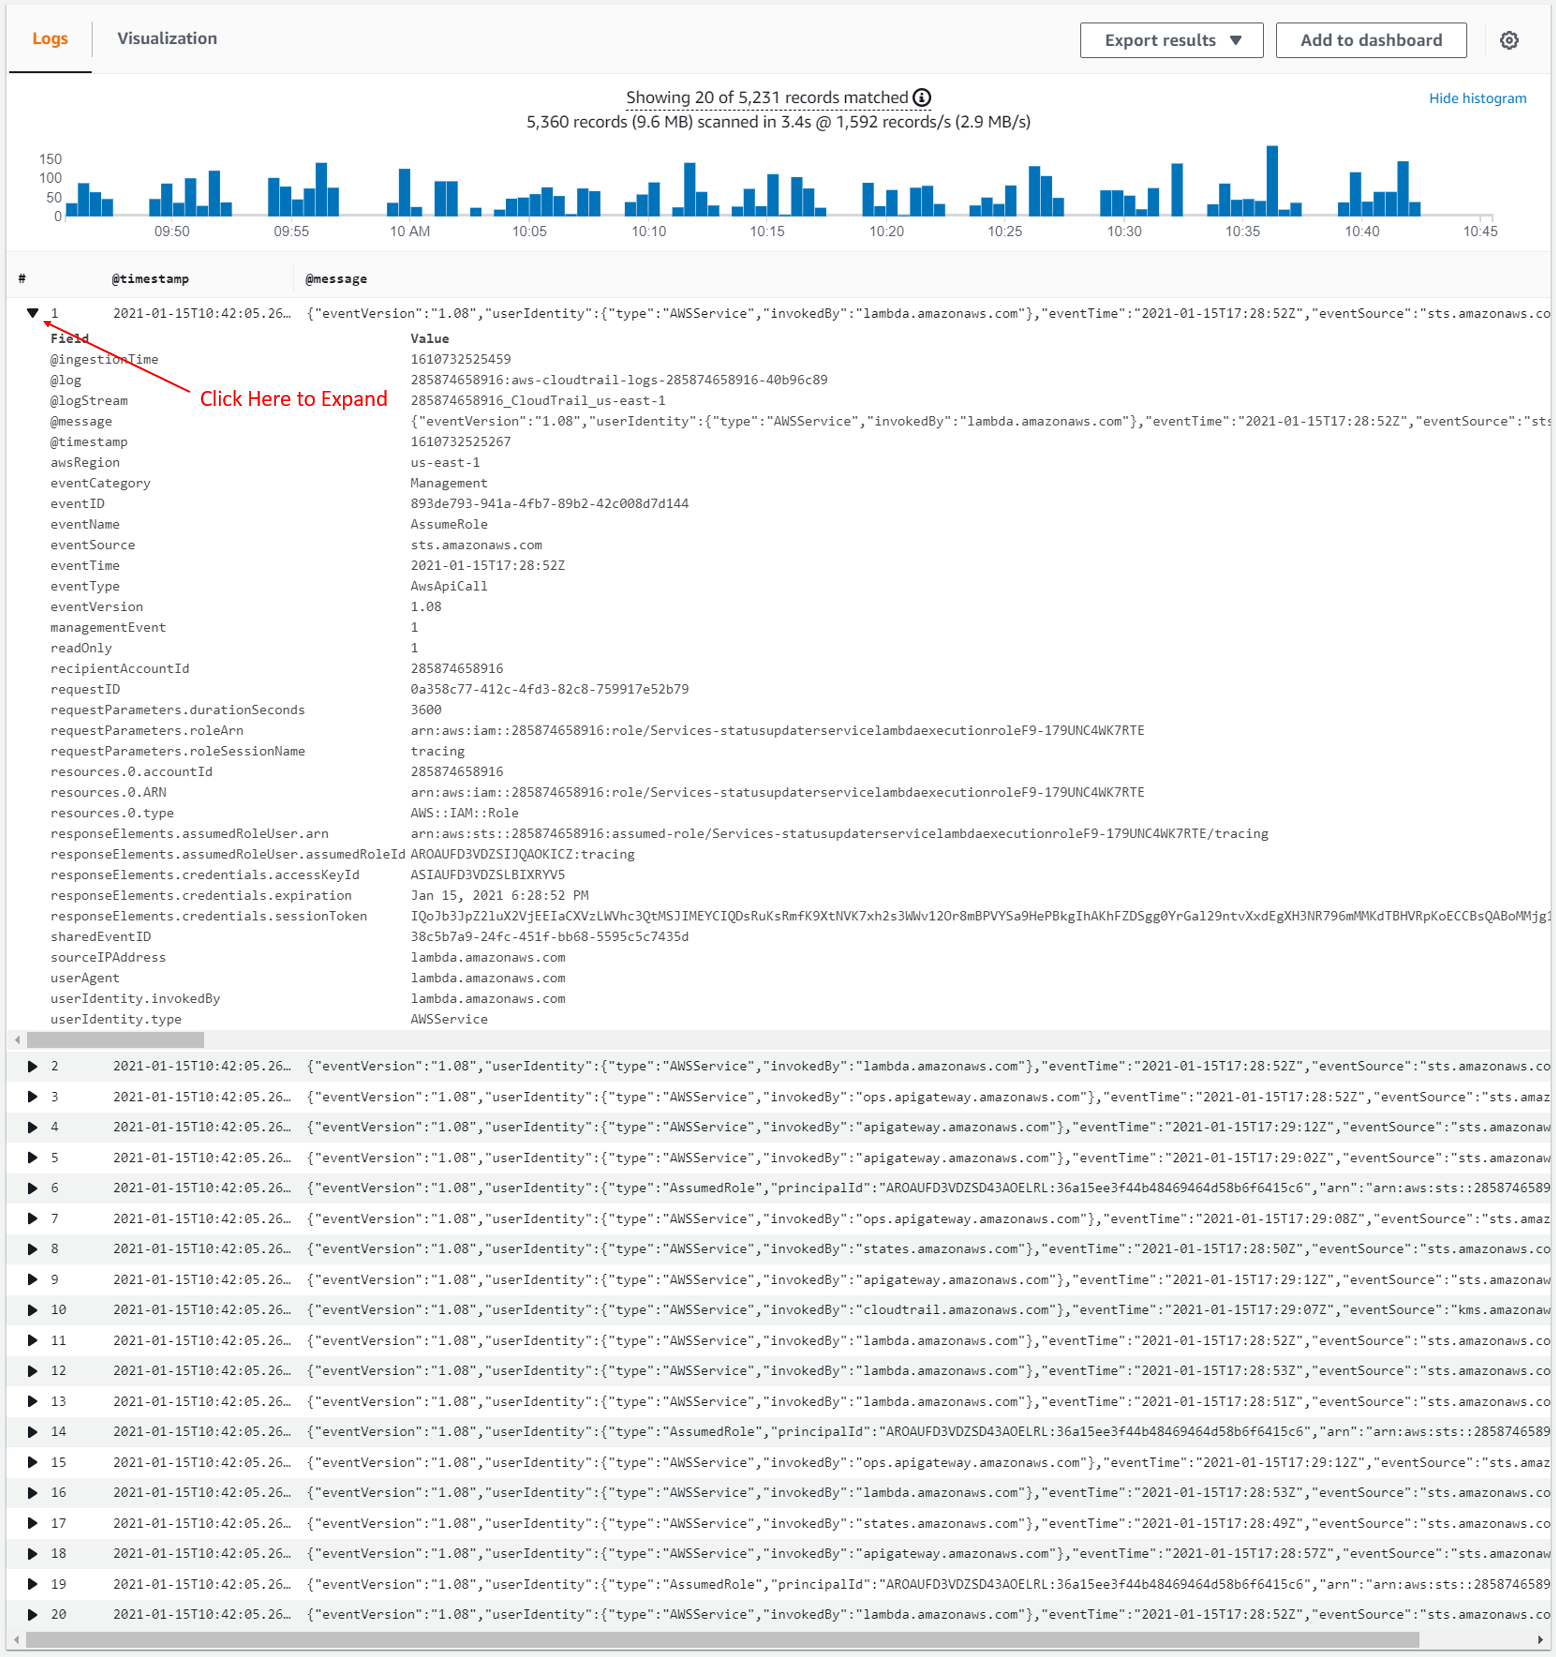 Logs
Visualization
Export results ▼
Add to dashboard
Showing 20 of 5,231 records matched
Hide histogram
5,360 records (9.6 MB) scanned in 3.4s @ 1,592 records/s (2.9 MB/s)
150
100
50
0
09:50 09:55 10 AM 10:05 10:10 10:15 10:20 10:25 10:30 10:35 10:40 10:45
# @timestamp @message
1 2021-01-15T10:42:05.26… {"eventVersion":"1.08","userIdentity":{"type":"AWSService","invokedBy":"lambda.amazonaws.com"},"eventTime":"2021-01-15T17:28:52Z","eventSource":"sts.amazonaws.co
Field Value
@ingestionTime 1610732525459
@log 285874658916:aws-cloudtrail-logs-285874658916-40b96c89
Click Here to Expand
@logStream 285874658916_CloudTrail_us-east-1
@message {"eventVersion":"1.08","userIdentity":{"type":"AWSService","invokedBy":"lambda.amazonaws.com"},"eventTime":"2021-01-15T17:28:52Z","eventSource":"sts
@timestamp 1610732525267
awsRegion us-east-1
eventCategory Management
eventID 893de793-941a-4fb7-89b2-42c008d7d144
eventName AssumeRole
eventSource sts.amazonaws.com
eventTime 2021-01-15T17:28:52Z
eventType AwsApiCall
eventVersion 1.08
managementEvent 1
readOnly 1
recipientAccountId 285874658916
requestID 0a358c77-412c-4fd3-82c8-759917e52b79
requestParameters.durationSeconds 3600
requestParameters.roleArn arn:aws:iam::285874658916:role/Services-statusupdaterservicelambdaexecutionroleF9-179UNC4WK7RTE
requestParameters.roleSessionName tracing
resources.0.accountId 285874658916
resources.0.ARN arn:aws:iam::285874658916:role/Services-statusupdaterservicelambdaexecutionroleF9-179UNC4WK7RTE
resources.0.type AWS::IAM::Role
responseElements.assumedRoleUser.arn arn:aws:sts::285874658916:assumed-role/Services-statusupdaterservicelambdaexecutionroleF9-179UNC4WK7RTE/tracing
responseElements.assumedRoleUser.assumedRoleId AROAUFD3VDZSIJQAOKICZ:tracing
responseElements.credentials.accessKeyId ASIAUFD3VDZSLBIXRYV5
responseElements.credentials.expiration Jan 15, 2021 6:28:52 PM
responseElements.credentials.sessionToken IQoJb3JpZ2luX2VjEEIaCXVzLWVhc3QtMSJIMEYCIQDsRuKsRmfK9XtNVK7xh2s3WWv12Or8mBPVYSa9HePBkgIhAKhFZDSgg0YrGal29ntvXxdEgXH3NR796mMMKdTBHVRpKoECCBsQABoMMjg1
sharedEventID 38c5b7a9-24fc-451f-bb68-5595c5c7435d
sourceIPAddress lambda.amazonaws.com
userAgent lambda.amazonaws.com
userIdentity.invokedBy lambda.amazonaws.com
userIdentity.type AWSService
2 2021-01-15T10:42:05.26… {"eventVersion":"1.08","userIdentity":{"type":"AWSService","invokedBy":"lambda.amazonaws.com"},"eventTime":"2021-01-15T17:28:52Z","eventSource":"sts.amazonaws.co
3 2021-01-15T10:42:05.26… {"eventVersion":"1.08","userIdentity":{"type":"AWSService","invokedBy":"ops.apigateway.amazonaws.com"},"eventTime":"2021-01-15T17:28:52Z","eventSource":"sts.amaz
4 2021-01-15T10:42:05.26… {"eventVersion":"1.08","userIdentity":{"type":"AWSService","invokedBy":"apigateway.amazonaws.com"},"eventTime":"2021-01-15T17:29:12Z","eventSource":"sts.amazonaw
5 2021-01-15T10:42:05.26… {"eventVersion":"1.08","userIdentity":{"type":"AWSService","invokedBy":"apigateway.amazonaws.com"},"eventTime":"2021-01-15T17:29:02Z","eventSource":"sts.amazonaw
6 2021-01-15T10:42:05.26… {"eventVersion":"1.08","userIdentity":{"type":"AssumedRole","principalId":"AROAUFD3VDZSD43AOELRL:36a15ee3f44b48469464d58b6f6415c6","arn":"arn:aws:sts::2858746589
7 2021-01-15T10:42:05.26… {"eventVersion":"1.08","userIdentity":{"type":"AWSService","invokedBy":"ops.apigateway.amazonaws.com"},"eventTime":"2021-01-15T17:29:08Z","eventSource":"sts.amaz
8 2021-01-15T10:42:05.26… {"eventVersion":"1.08","userIdentity":{"type":"AWSService","invokedBy":"states.amazonaws.com"},"eventTime":"2021-01-15T17:28:50Z","eventSource":"sts.amazonaws.co
9 2021-01-15T10:42:05.26… {"eventVersion":"1.08","userIdentity":{"type":"AWSService","invokedBy":"apigateway.amazonaws.com"},"eventTime":"2021-01-15T17:29:12Z","eventSource":"sts.amazonaw
10 2021-01-15T10:42:05.26… {"eventVersion":"1.08","userIdentity":{"type":"AWSService","invokedBy":"cloudtrail.amazonaws.com"},"eventTime":"2021-01-15T17:29:07Z","eventSource":"kms.amazonaw
11 2021-01-15T10:42:05.26… {"eventVersion":"1.08","userIdentity":{"type":"AWSService","invokedBy":"lambda.amazonaws.com"},"eventTime":"2021-01-15T17:28:52Z","eventSource":"sts.amazonaws.co
12 2021-01-15T10:42:05.26… {"eventVersion":"1.08","userIdentity":{"type":"AWSService","invokedBy":"lambda.amazonaws.com"},"eventTime":"2021-01-15T17:28:53Z","eventSource":"sts.amazonaws.co
13 2021-01-15T10:42:05.26… {"eventVersion":"1.08","userIdentity":{"type":"AWSService","invokedBy":"lambda.amazonaws.com"},"eventTime":"2021-01-15T17:28:51Z","eventSource":"sts.amazonaws.co
14 2021-01-15T10:42:05.26… {"eventVersion":"1.08","userIdentity":{"type":"AssumedRole","principalId":"AROAUFD3VDZSD43AOELRL:36a15ee3f44b48469464d58b6f6415c6","arn":"arn:aws:sts::2858746589
15 2021-01-15T10:42:05.26… {"eventVersion":"1.08","userIdentity":{"type":"AWSService","invokedBy":"ops.apigateway.amazonaws.com"},"eventTime":"2021-01-15T17:29:12Z","eventSource":"sts.amaz
16 2021-01-15T10:42:05.26… {"eventVersion":"1.08","userIdentity":{"type":"AWSService","invokedBy":"lambda.amazonaws.com"},"eventTime":"2021-01-15T17:28:53Z","eventSource":"sts.amazonaws.co
17 2021-01-15T10:42:05.26… {"eventVersion":"1.08","userIdentity":{"type":"AWSService","invokedBy":"states.amazonaws.com"},"eventTime":"2021-01-15T17:28:49Z","eventSource":"sts.amazonaws.co
18 2021-01-15T10:42:05.26… {"eventVersion":"1.08","userIdentity":{"type":"AWSService","invokedBy":"apigateway.amazonaws.com"},"eventTime":"2021-01-15T17:28:57Z","eventSource":"sts.amazonaw
19 2021-01-15T10:42:05.26… {"eventVersion":"1.08","userIdentity":{"type":"AssumedRole","principalId":"AROAUFD3VDZSD43AOELRL:36a15ee3f44b48469464d58b6f6415c6","arn":"arn:aws:sts::2858746589
20 2021-01-15T10:42:05.26… {"eventVersion":"1.08","userIdentity":{"type":"AWSService","invokedBy":"lambda.amazonaws.com"},"eventTime":"2021-01-15T17:28:52Z","eventSource":"sts.amazonaws.co